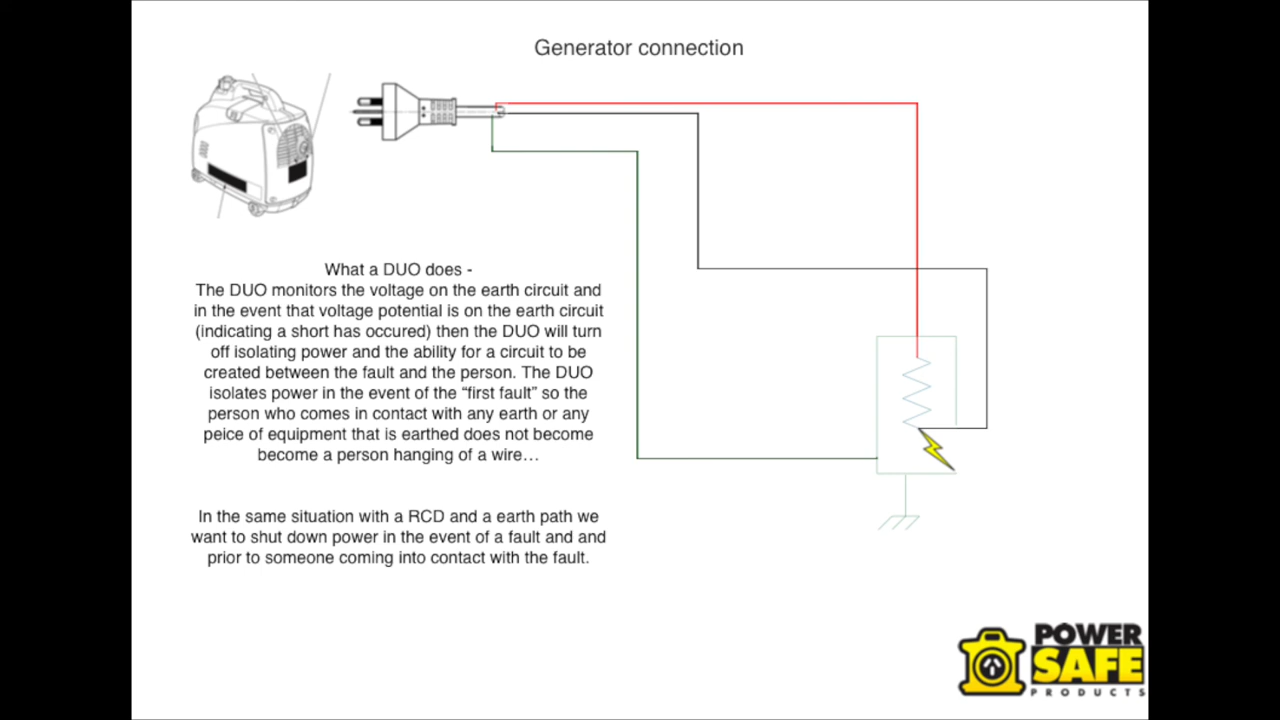 Generator connection
What a DUO does -
The DUO monitors the voltage on the earth circuit and
in the event that voltage potential is on the earth circuit
(indicating a short has occured) then the DUO will turn
off isolating power and the ability for a circuit to be
created between the fault and the person. The DUO
isolates power in the event of the “first fault” so the
person who comes in contact with any earth or any
peice of equipment that is earthed does not become
become a person hanging of a wire…
In the same situation with a RCD and a earth path we
want to shut down power in the event of a fault and and
prior to someone coming into contact with the fault.
POWER
SAFE
PRODUCTS